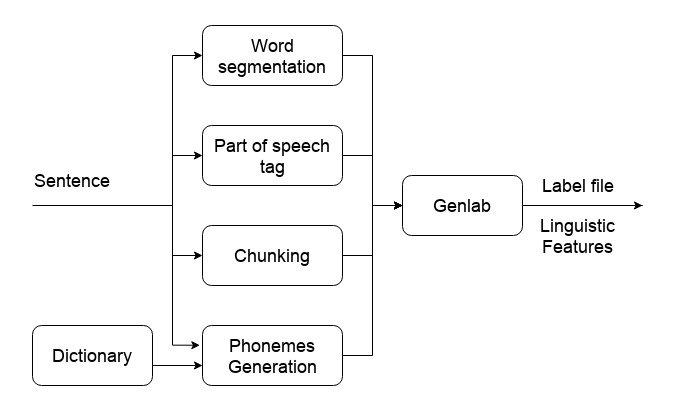 Word
segmentation
Part of speech
tag
Sentence
Genlab
Label file
Linguistic
Features
Chunking
Dictionary
Phonemes
Generation